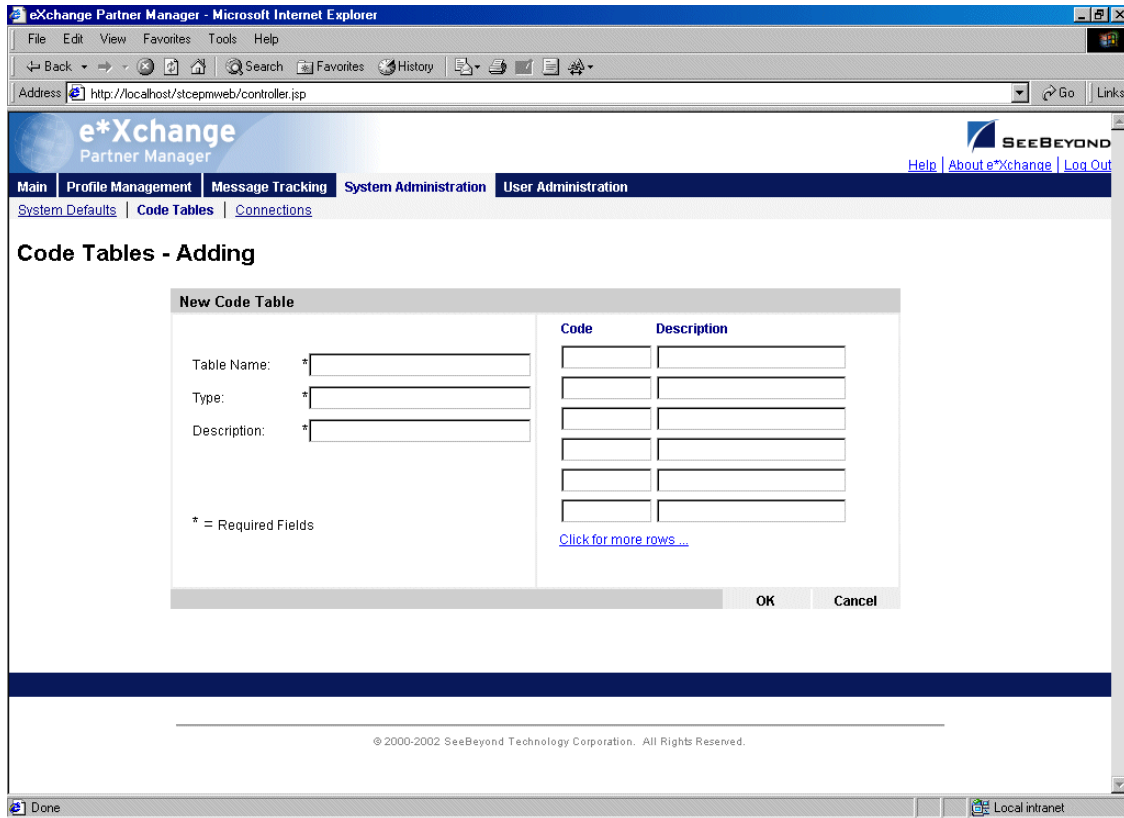 eXchange Partner Manager - Microsoft Internet Explorer
File Edit View Favorites Tools Help
Back Search Favorites History
Address http://localhost/stcepmweb/controller.jsp Go Links
e*Xchange
Partner Manager
SEEBEYOND
Help | About e*Xchange | Log Out
Main Profile Management Message Tracking System Administration User Administration
System Defaults | Code Tables | Connections
Code Tables - Adding
New Code Table
Code Description
Table Name: *
Type: *
Description: *
* = Required Fields
Click for more rows ...
OK Cancel
© 2000-2002 SeeBeyond Technology Corporation. All Rights Reserved.
Done Local intranet